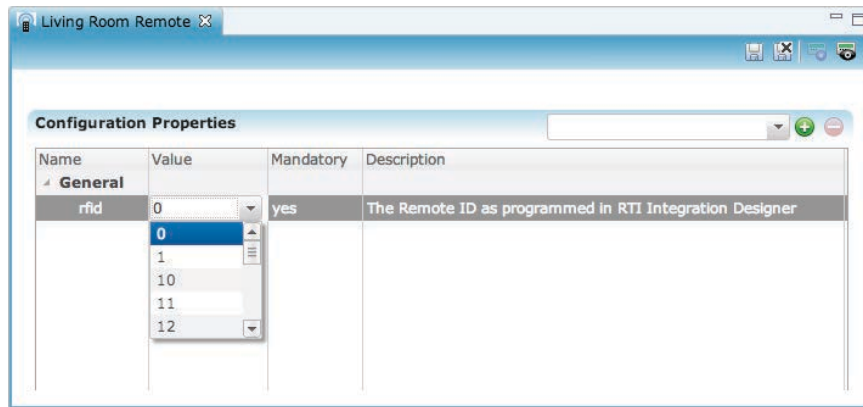 Living Room Remote
Configuration Properties
Name Value Mandatory Description
General
rfid 0 yes The Remote ID as programmed in RTI Integration Designer
0
1
10
11
12